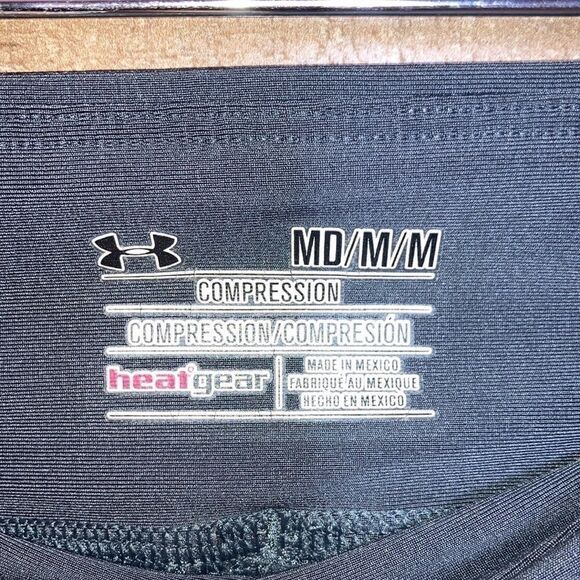 MD/M/M
COMPRESSION
COMPRESSION/COMPRESIÓN
heatgear
MADE IN MEXICO
FABRIQUÉ AU MEXIQUE
HECHO EN MEXICO